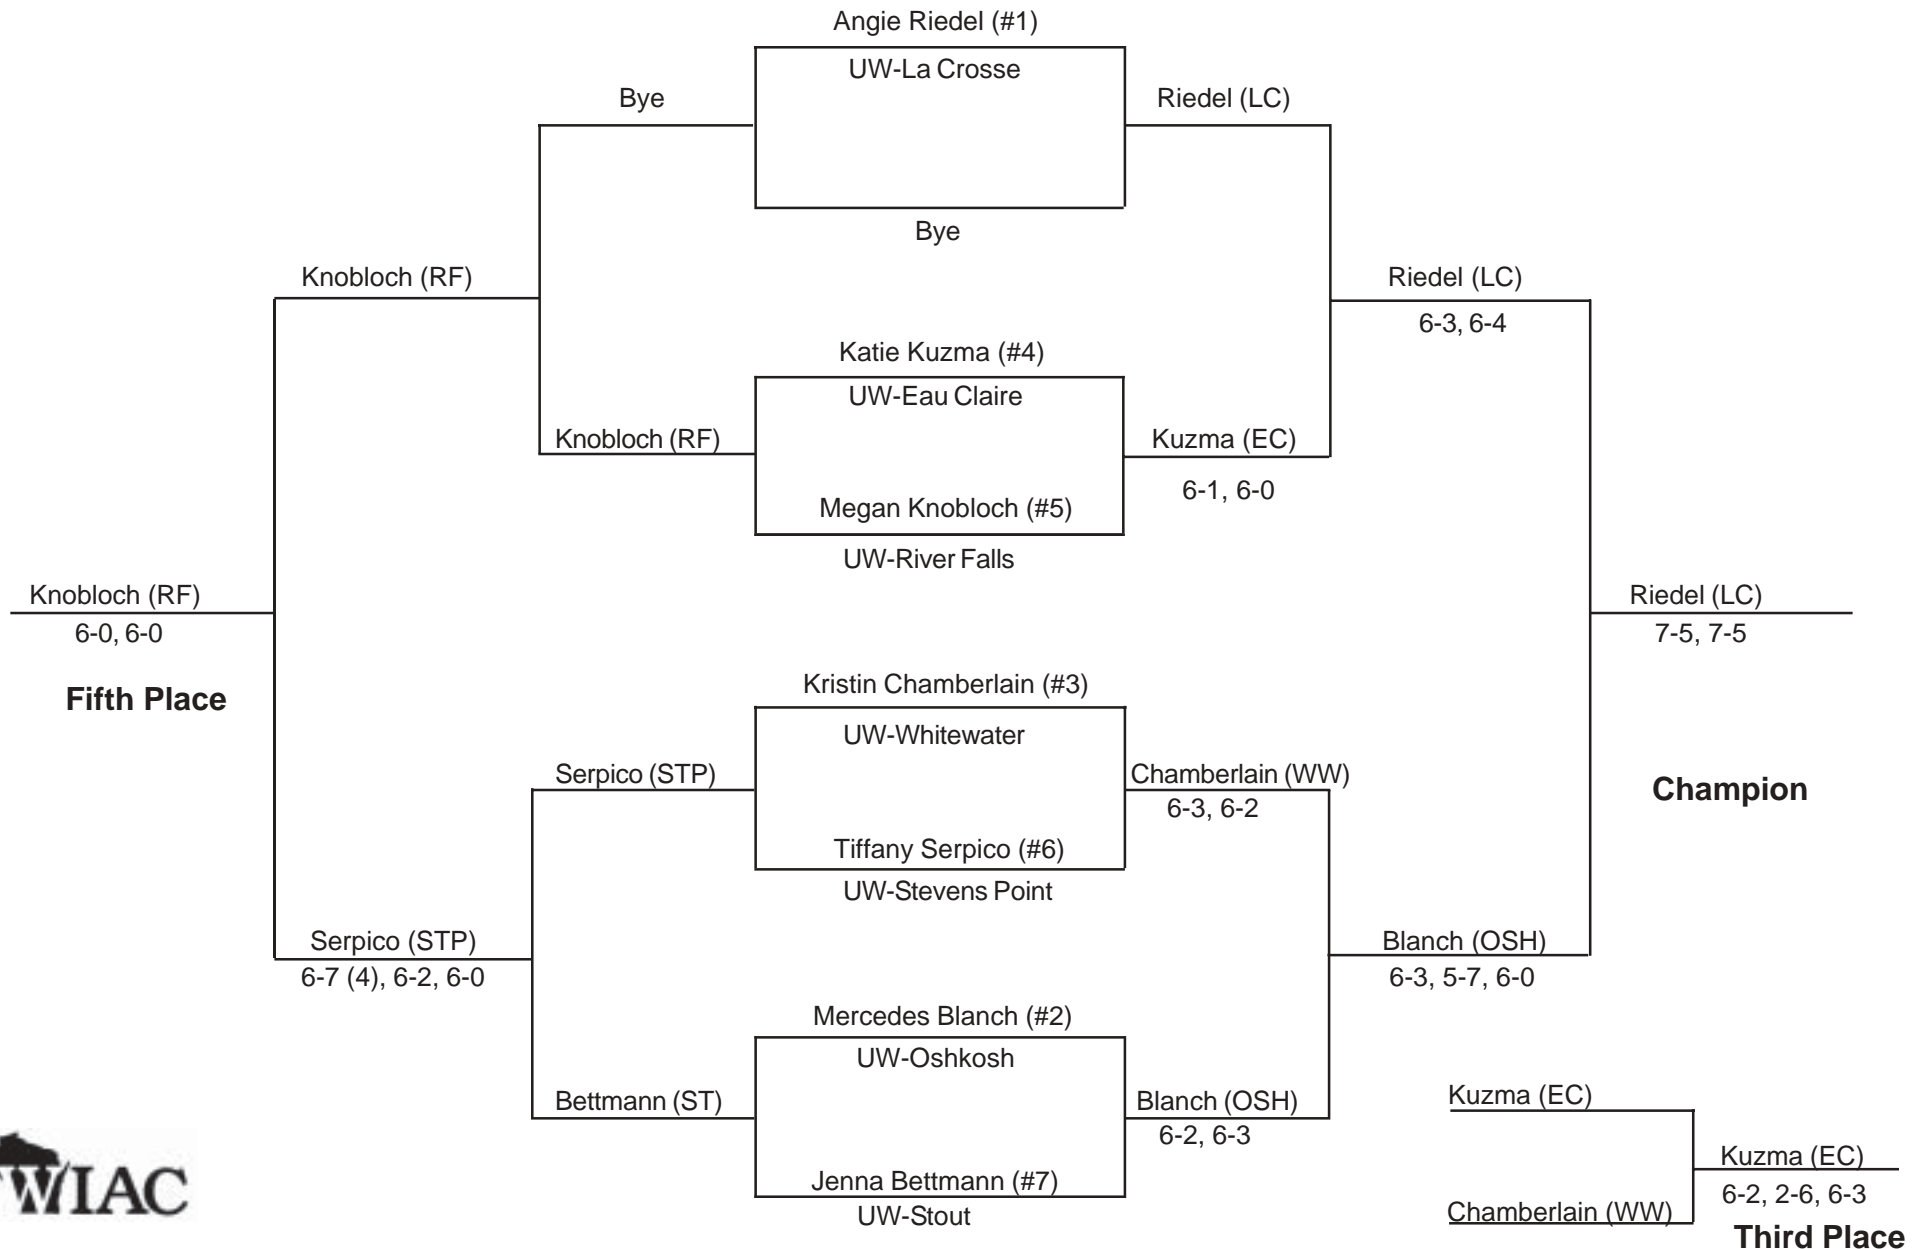 Angie Riedel (#1)
UW-La Crosse
Bye
Riedel (LC)
Bye
Knobloch (RF)
Riedel (LC)
6-3, 6-4
Katie Kuzma (#4)
UW-Eau Claire
Knobloch (RF)
Kuzma (EC)
6-1, 6-0
Megan Knobloch (#5)
UW-River Falls
Knobloch (RF)
6-0, 6-0
Fifth Place
Riedel (LC)
7-5, 7-5
Champion
Kristin Chamberlain (#3)
UW-Whitewater
Serpico (STP)
Chamberlain (WW)
6-3, 6-2
Tiffany Serpico (#6)
UW-Stevens Point
Serpico (STP)
6-7 (4), 6-2, 6-0
Blanch (OSH)
6-3, 5-7, 6-0
Mercedes Blanch (#2)
UW-Oshkosh
Bettmann (ST)
Blanch (OSH)
6-2, 6-3
Jenna Bettmann (#7)
UW-Stout
Kuzma (EC)
Kuzma (EC)
6-2, 2-6, 6-3
Chamberlain (WW)
Third Place
WIAC